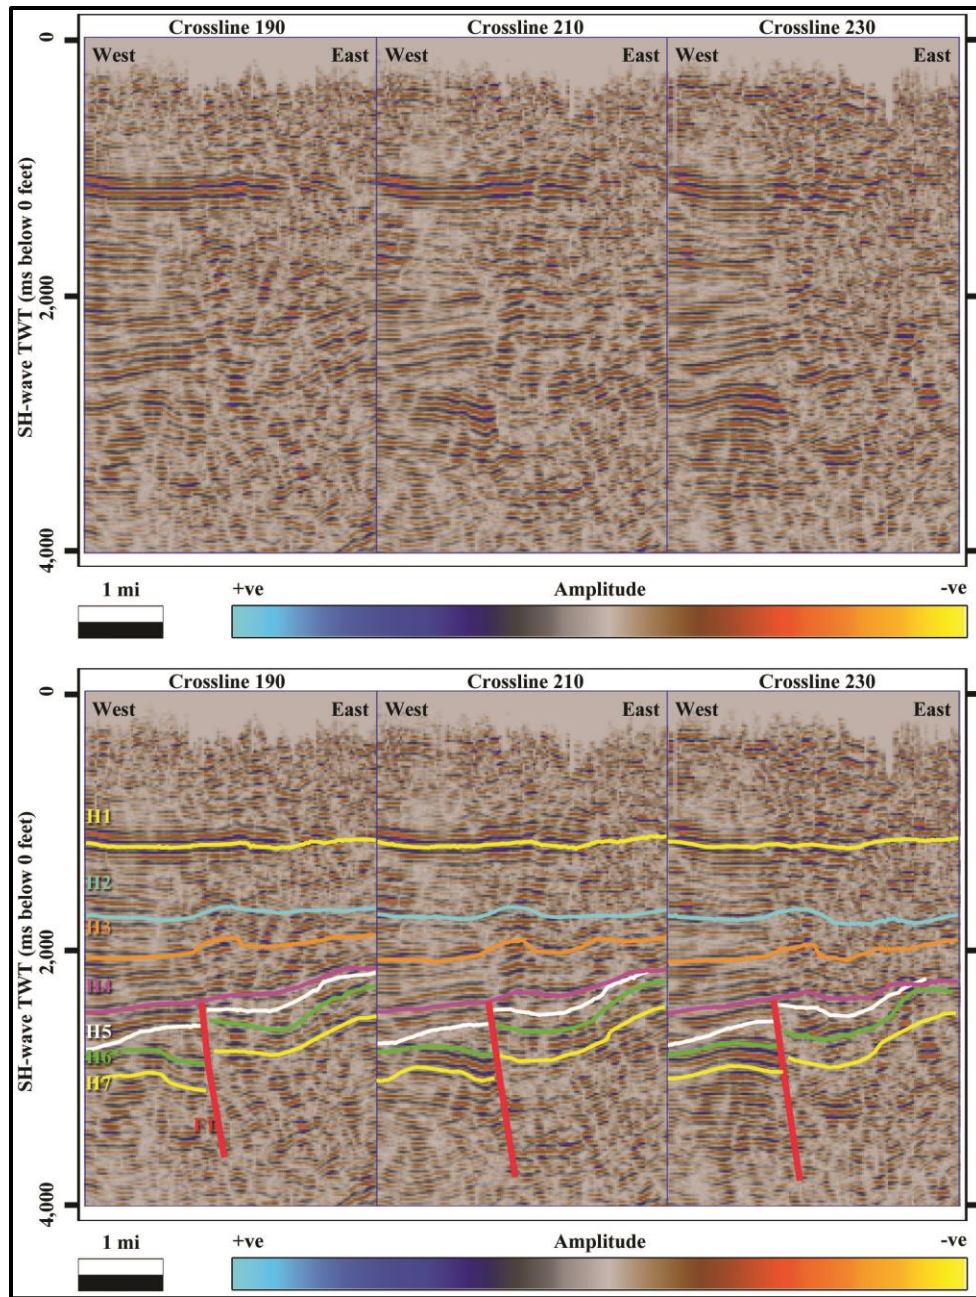 Crossline 190 Crossline 210 Crossline 230
West East West East West East
SH-wave TWT (ms below 0 feet)
0
2,000
4,000
1 mi +ve Amplitude -ve
Crossline 190 Crossline 210 Crossline 230
West East West East West East
SH-wave TWT (ms below 0 feet)
0
2,000
4,000
H1
H2
H3
H4
H5
H6
H7
F1
1 mi +ve Amplitude -ve